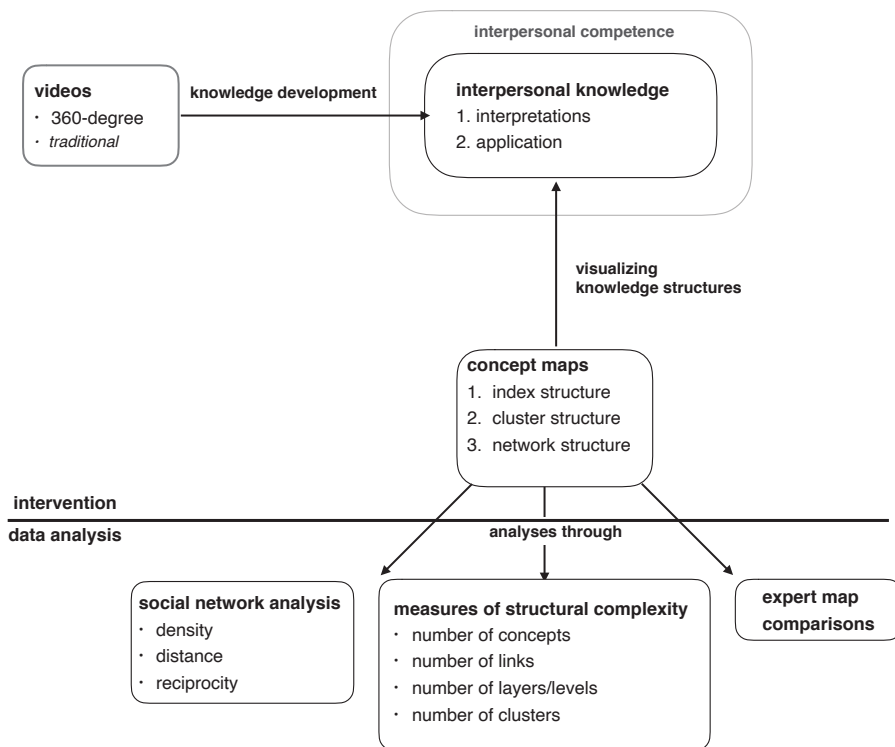 interpersonal competence
videos
· 360-degree
· traditional
knowledge development
interpersonal knowledge
1. interpretations
2. application
visualizing
knowledge structures
concept maps
1. index structure
2. cluster structure
3. network structure
intervention
data analysis
analyses through
social network analysis
· density
· distance
· reciprocity
measures of structural complexity
· number of concepts
· number of links
· number of layers/levels
· number of clusters
expert map
comparisons